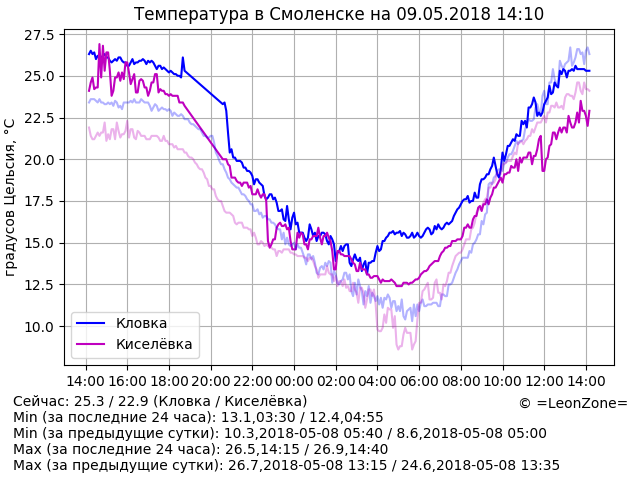 Температура в Смоленске на 09.05.2018 14:10
градусов Цельсия, °C
27.5
25.0
22.5
20.0
17.5
15.0
12.5
10.0
Кловка
Киселёвка
14:00 16:00 18:00 20:00 22:00 00:00 02:00 04:00 06:00 08:00 10:00 12:00 14:00
Сейчас: 25.3 / 22.9 (Кловка / Киселёвка)
© =LeonZone=
Min (за последние 24 часа): 13.1,03:30 / 12.4,04:55
Min (за предыдущие сутки): 10.3,2018-05-08 05:40 / 8.6,2018-05-08 05:00
Max (за последние 24 часа): 26.5,14:15 / 26.9,14:40
Max (за предыдущие сутки): 26.7,2018-05-08 13:15 / 24.6,2018-05-08 13:35